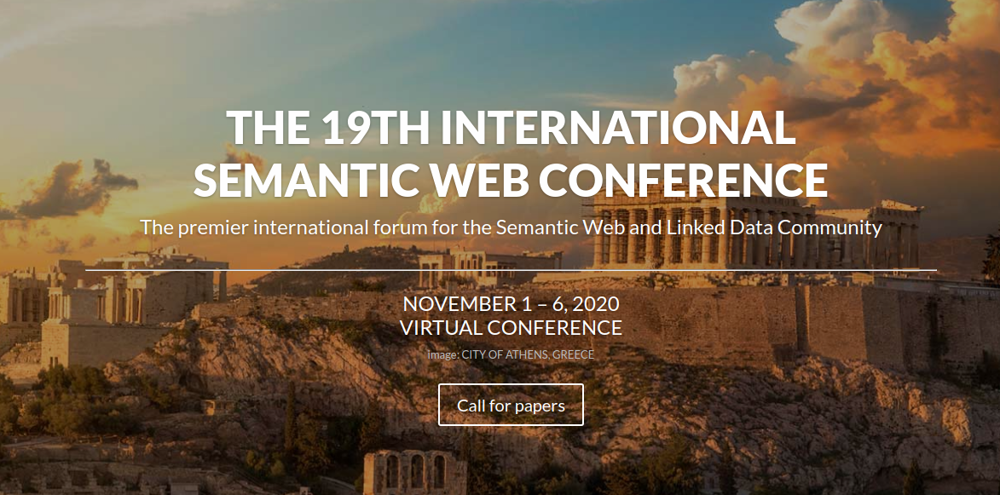 THE 19TH INTERNATIONAL
SEMANTIC WEB CONFERENCE
The premier international forum for the Semantic Web and Linked Data Community
NOVEMBER 1 – 6, 2020
VIRTUAL CONFERENCE
image: CITY OF ATHENS, GREECE
Call for papers